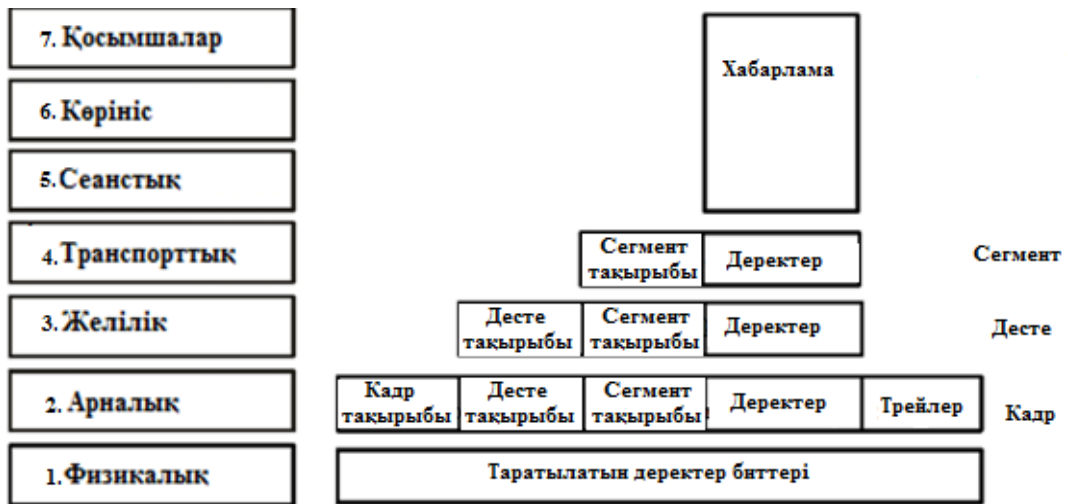 7. Қосымшалар
Хабарлама
6. Көрініс
5. Сеанстық
4. Транспорттық
Сегмент
тақырыбы
Деректер
Сегмент
3. Желілік
Десте
тақырыбы
Сегмент
тақырыбы
Деректер
Десте
2. Арналық
Кадр
тақырыбы
Десте
тақырыбы
Сегмент
тақырыбы
Деректер
Трейлер
Кадр
1. Физикалық
Таратылатын деректер биттері